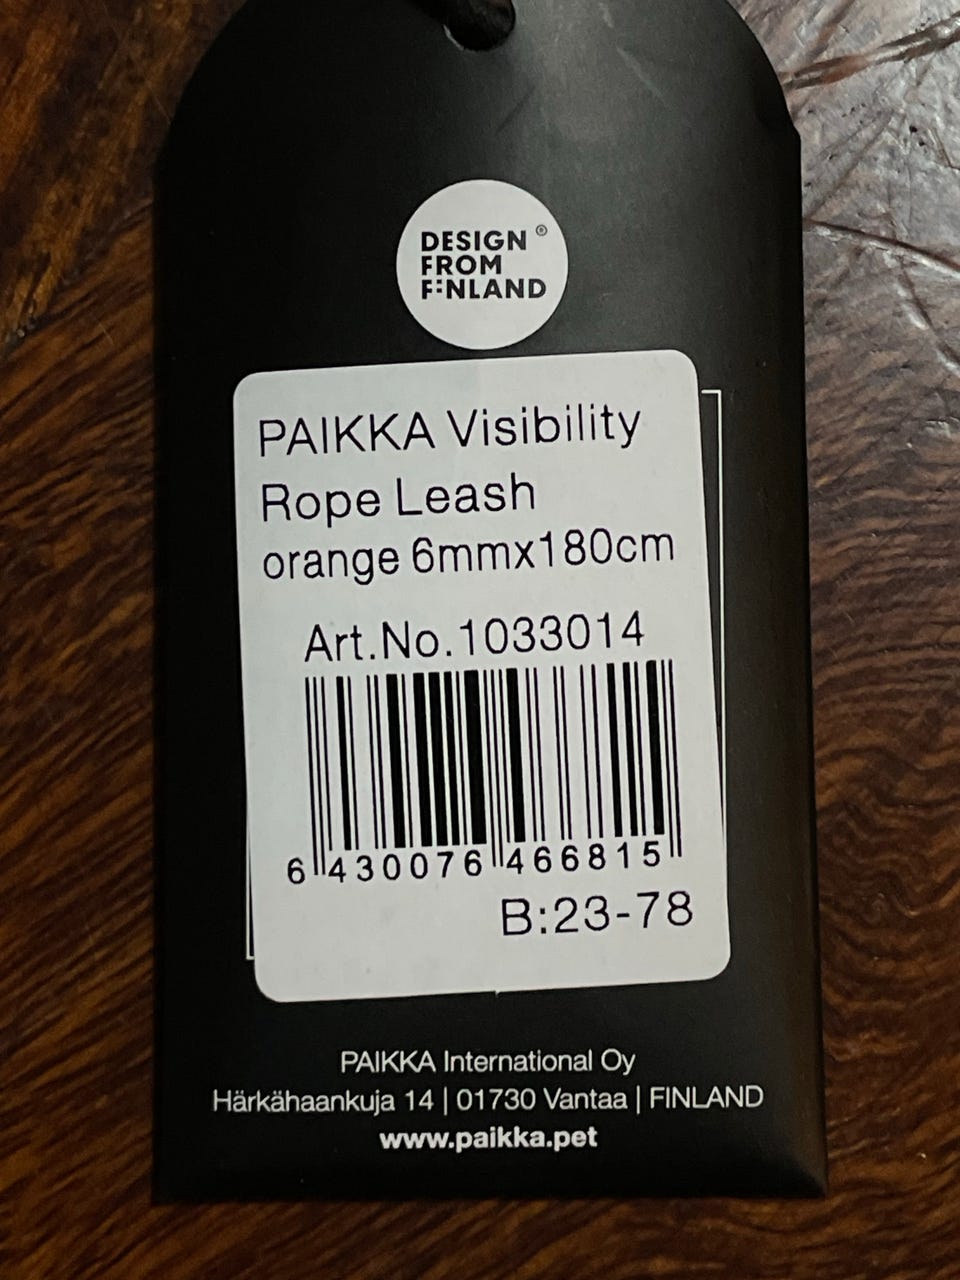 DESIGN ®
FROM
FINLAND
PAIKKA Visibility
Rope Leash
orange 6mmx180cm
Art.No.1033014
6 430076 466815
B:23-78
PAIKKA International Oy
Härkähaankuja 14 | 01730 Vantaa | FINLAND
www.paikka.pet